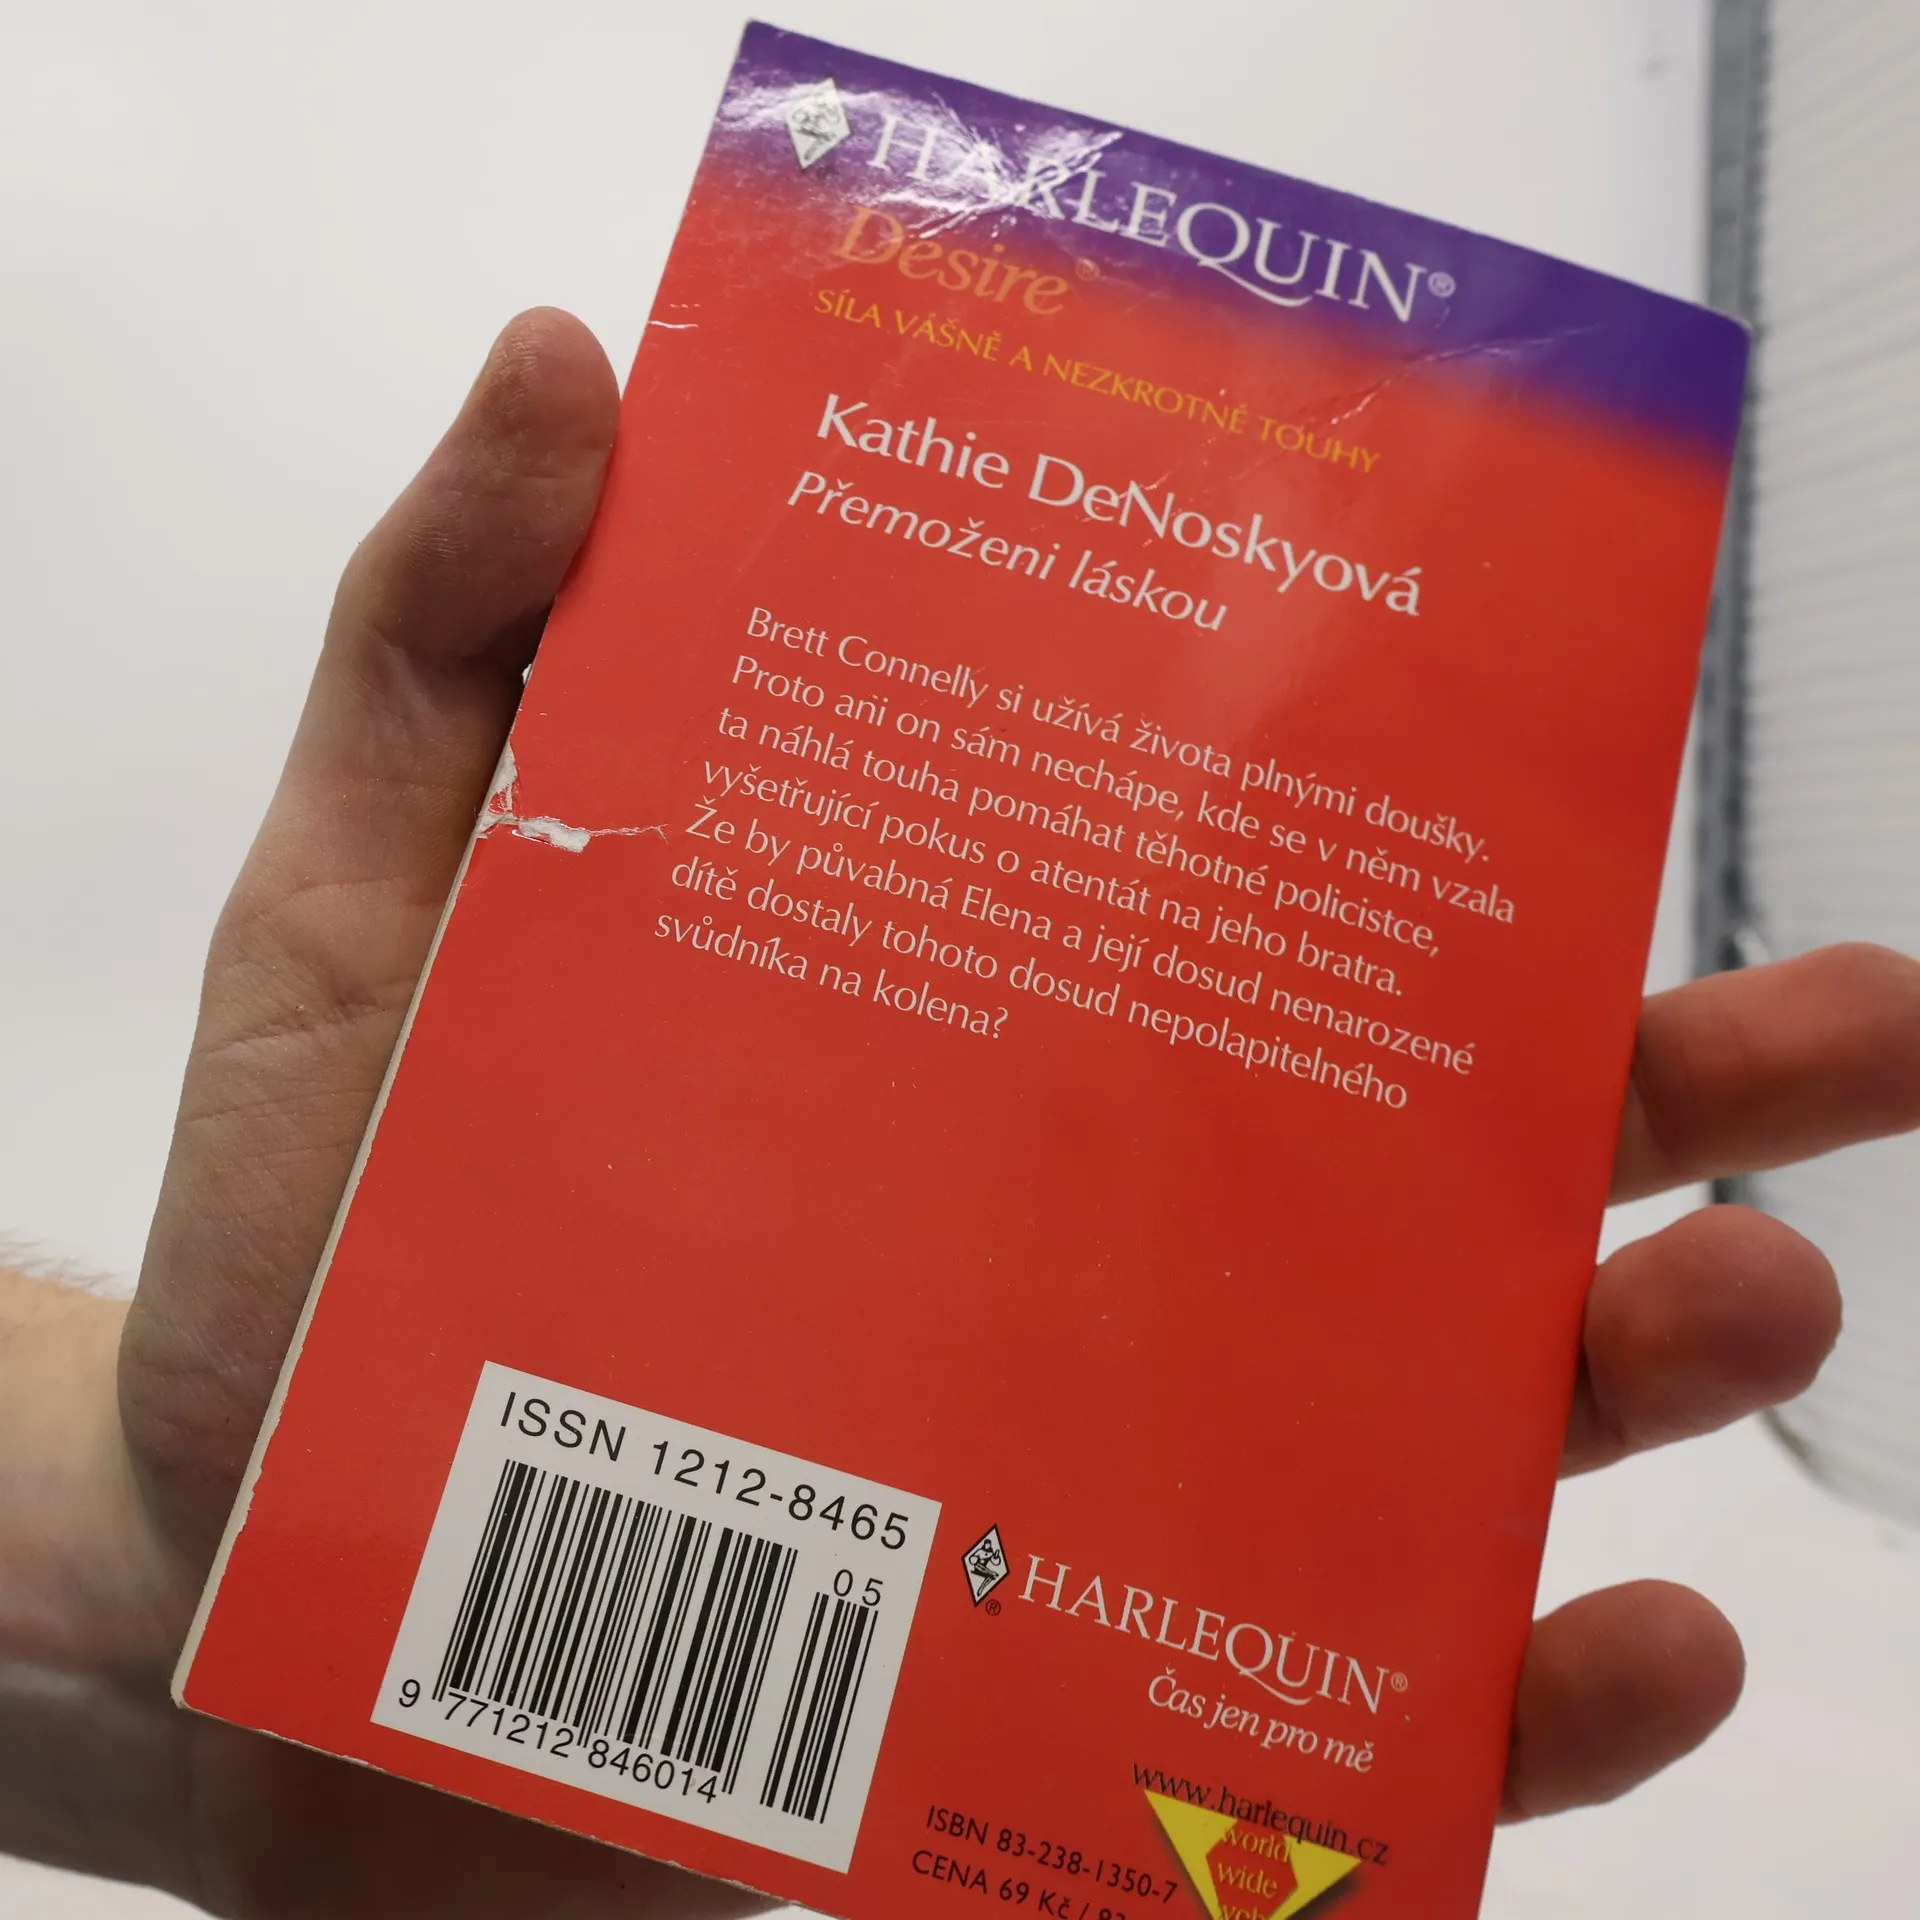 HARLEQUIN®
Desire®
SÍLA VÁŠNĚ A NEZKROTNÉ TOUHY
Kathie DeNoskyová
Přemoženi láskou
Brett Connelly si užívá života plnými doušky.
Proto ani on sám nechápe, kde se v něm vzala
ta náhlá touha pomáhat těhotné policistce,
vyšetřující pokus o atentát na jeho bratra.
Že by půvabná Elena a její dosud nenarozené
dítě dostaly tohoto dosud nepolapitelného
svůdníka na kolena?
ISSN 1212-8465
05
9 771212 846014
® HARLEQUIN®
Čas jen pro mě
www.harlequin.cz
world
wide
web
ISBN 83-238-1350-7
CENA 69 Kč /